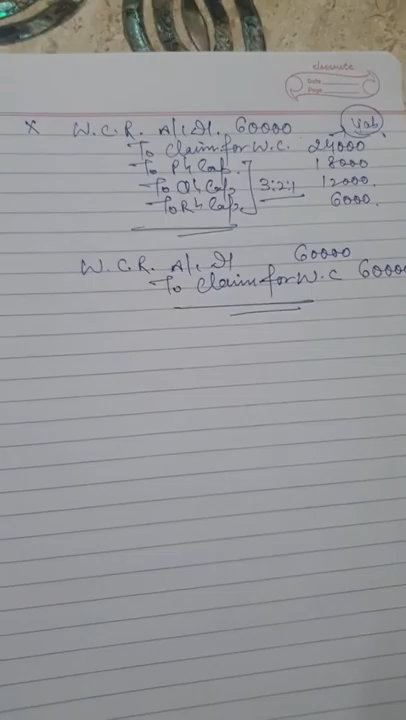 classmate
Date
Page
X W.C.R. A/c Dr. 60000
To Claim for W.C. 24000
To P's Cap. 18000
To Q's Cap. 3:2:1 12000.
To R's Cap. 6000.
W.C.R. A/c Dr 60000
To Claim for W.C 60000